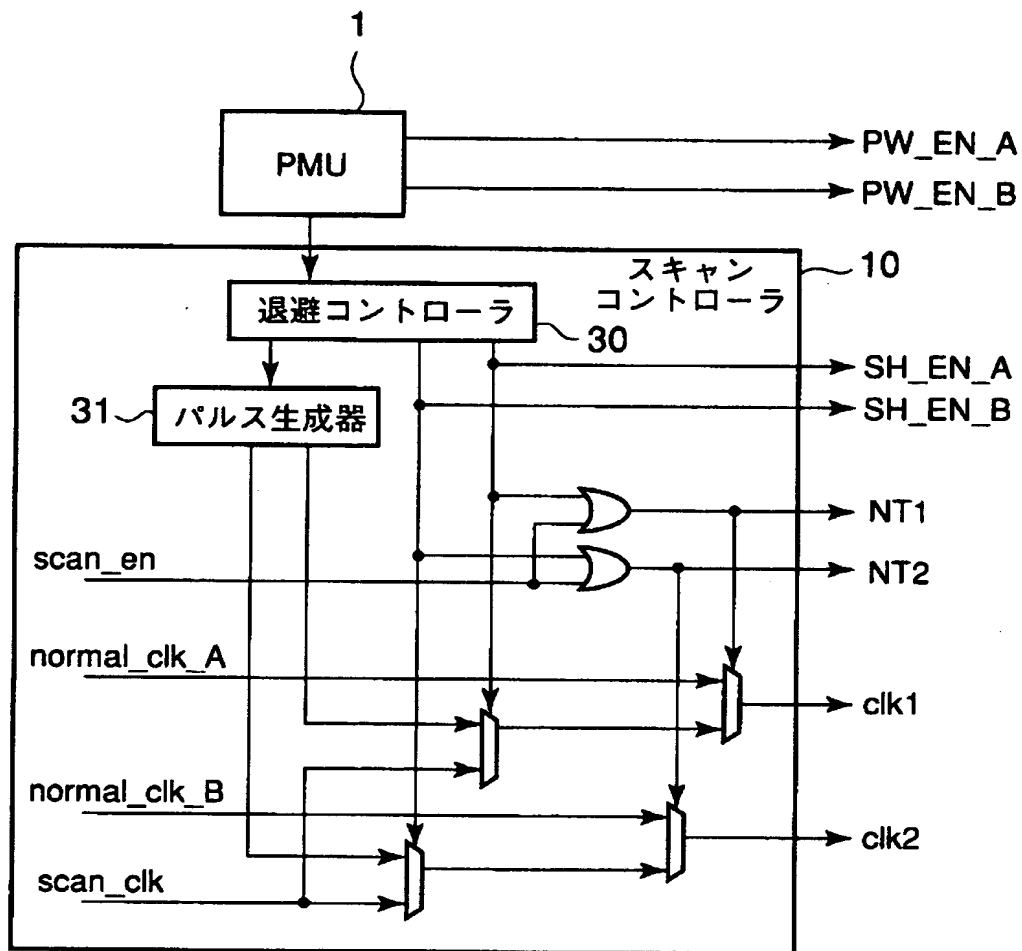 1
PMU
PW_EN_A
PW_EN_B
スキャン
コントローラ
10
退避コントローラ
30
SH_EN_A
SH_EN_B
31
パルス生成器
NT1
scan_en
NT2
normal_clk_A
clk1
normal_clk_B
clk2
scan_clk